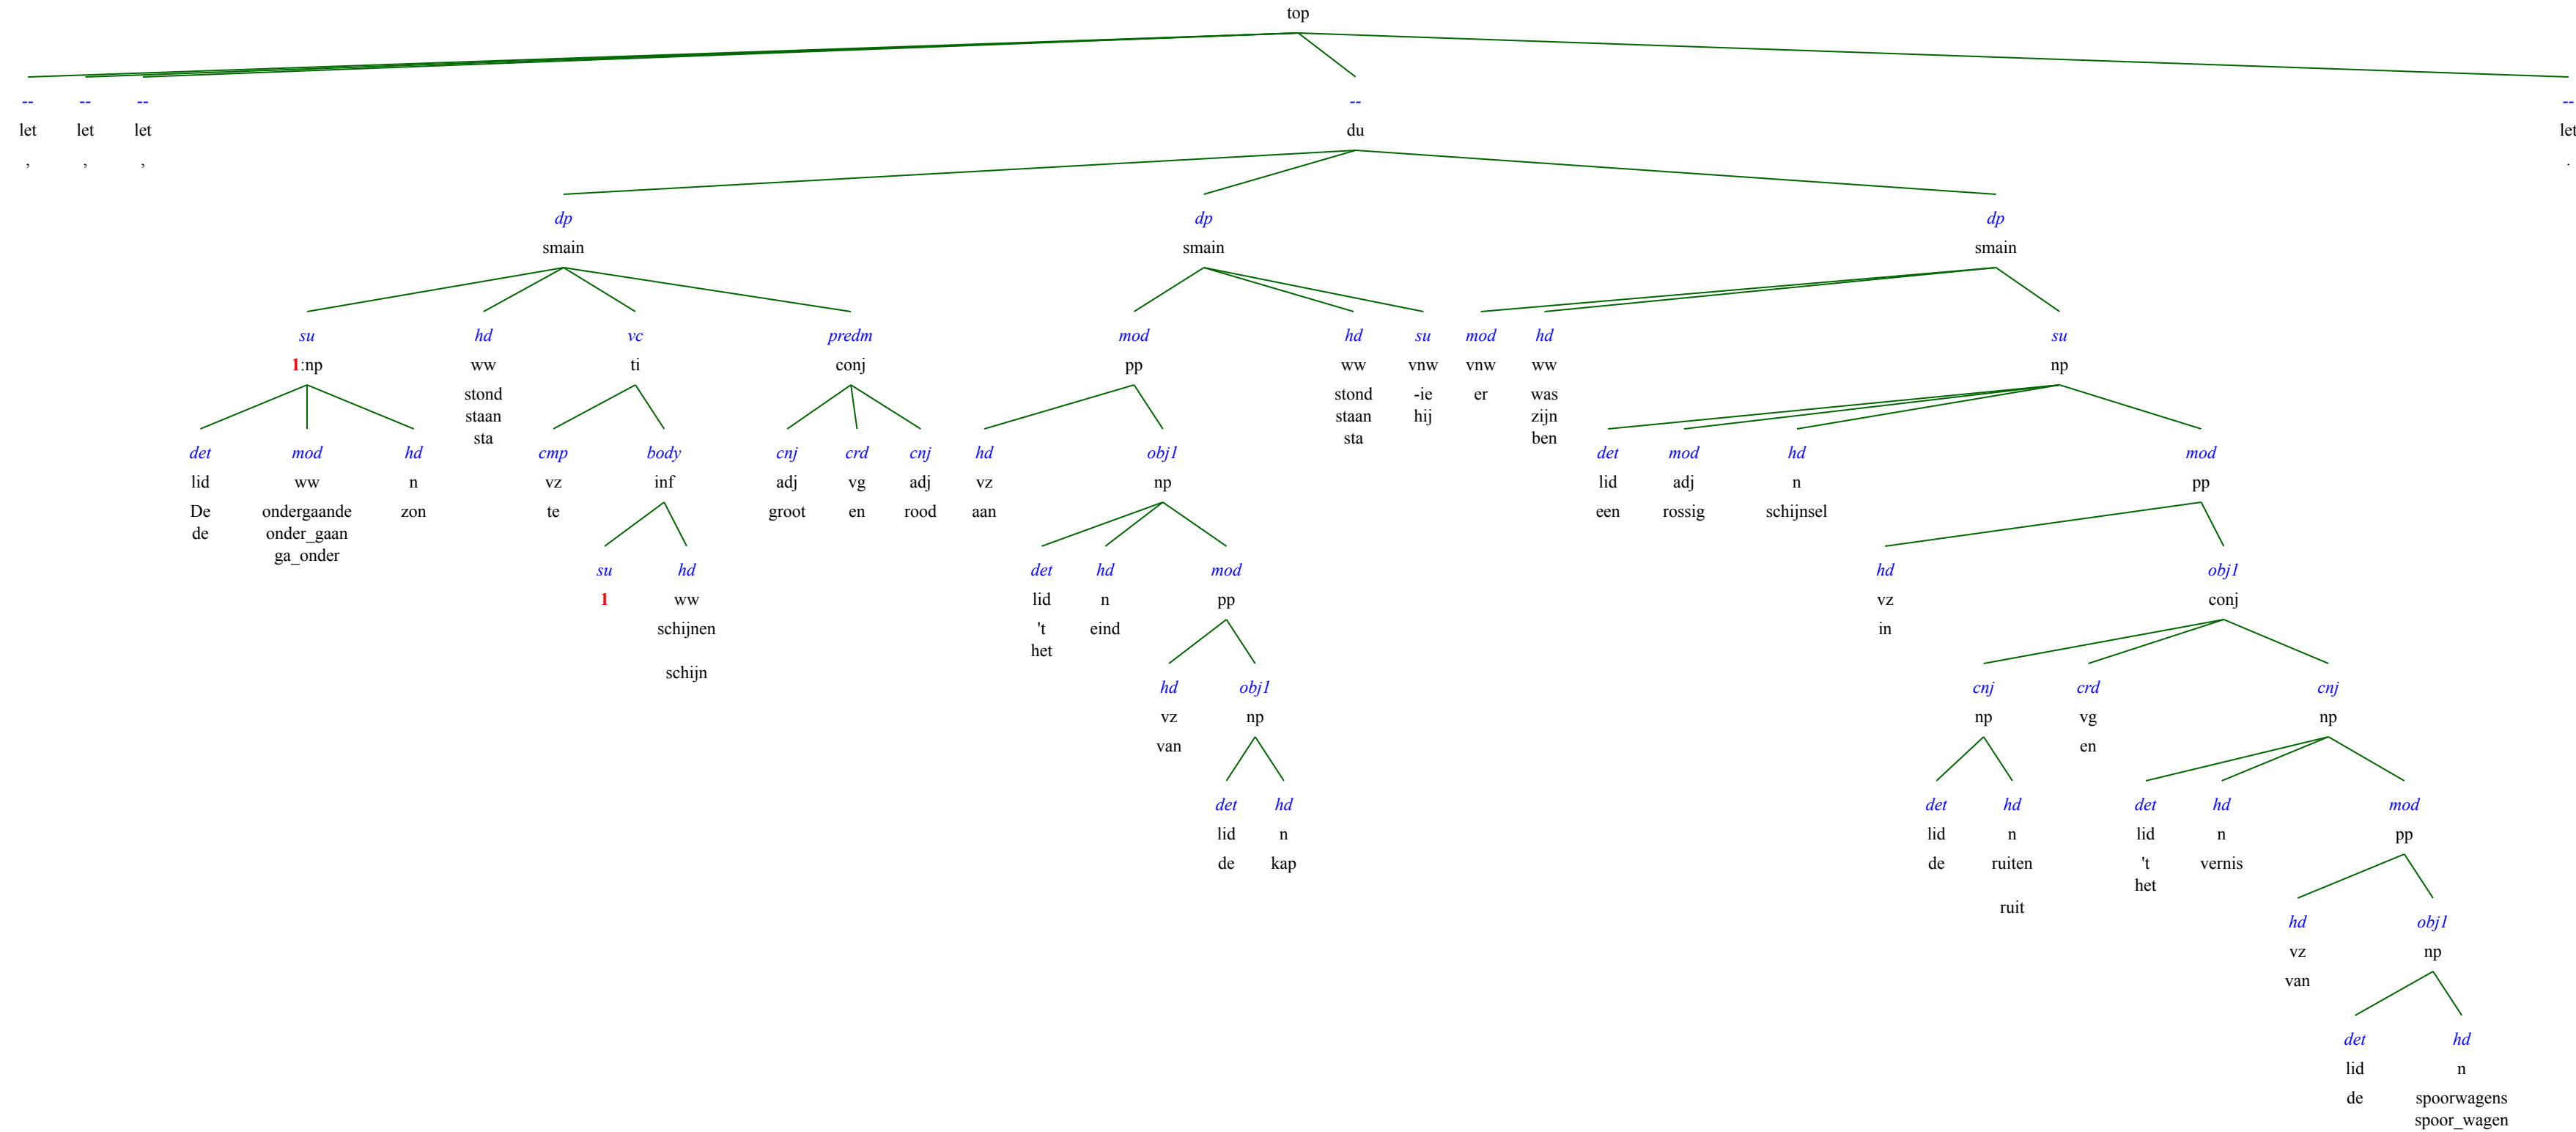 top
-- -- -- -- --
let let let du let
, , , .
dp dp dp
smain smain smain
su hd vc predm mod hd su mod hd su
1:np ww ti conj pp ww vnw vnw ww np
stond stond -ie er was
staan staan hij zijn
sta sta ben
det mod hd cmp body cnj crd cnj hd obj1 det mod hd mod
lid ww n vz inf adj vg adj vz np lid adj n pp
De ondergaande zon te groot en rood aan een rossig schijnsel
de onder_gaan
ga_onder
su hd det hd mod hd obj1
1 ww lid n pp vz conj
schijnen 't eind in
het
schijn
hd obj1 cnj crd cnj
vz np np vg np
van en
det hd det hd det hd mod
lid n lid n lid n pp
de kap de ruiten 't vernis
het
ruit
hd obj1
vz np
van
det hd
lid n
de spoorwagens
spoor_wagen